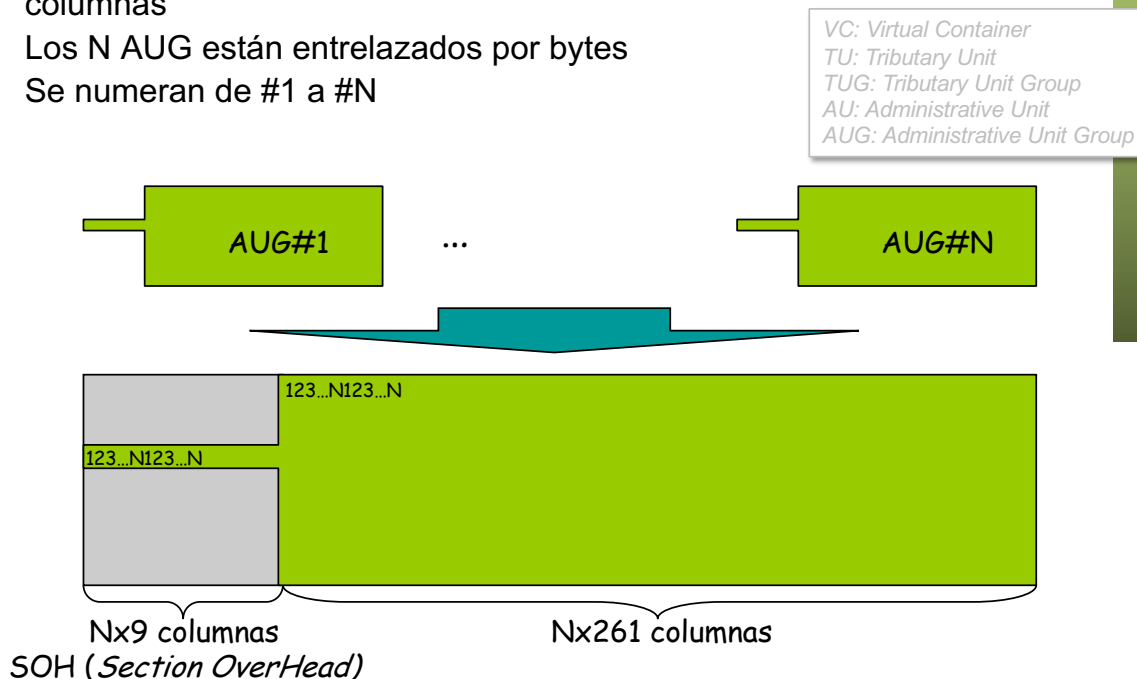 columnas
Los N AUG están entrelazados por bytes
Se numeran de #1 a #N
VC: Virtual Container
TU: Tributary Unit
TUG: Tributary Unit Group
AU: Administrative Unit
AUG: Administrative Unit Group
AUG#1 ... AUG#N
123...N123...N
123...N123...N
Nx9 columnas Nx261 columnas
SOH (Section OverHead)